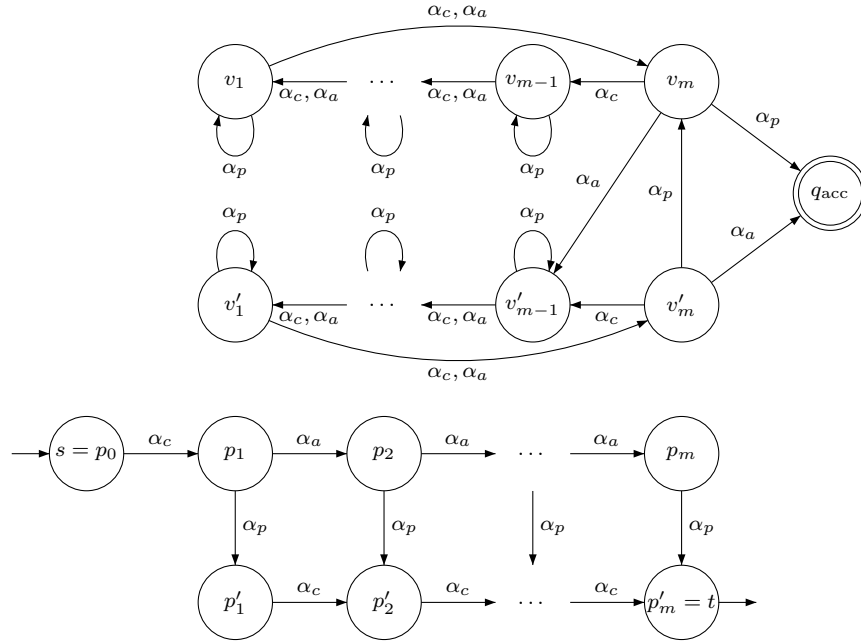 α_c, α_a
v_1 α_c, α_a ⋯ α_c, α_a v_{m−1} α_c v_m
α_p α_p α_p α_p
α_a α_p q_acc
α_p α_p α_p α_a
v′_1 α_c, α_a ⋯ α_c, α_a v′_{m−1} α_c v′_m
α_c, α_a
s = p_0 α_c p_1 α_a p_2 α_a ⋯ α_a p_m
α_p α_p α_p α_p
p′_1 α_c p′_2 α_c ⋯ α_c p′_m = t